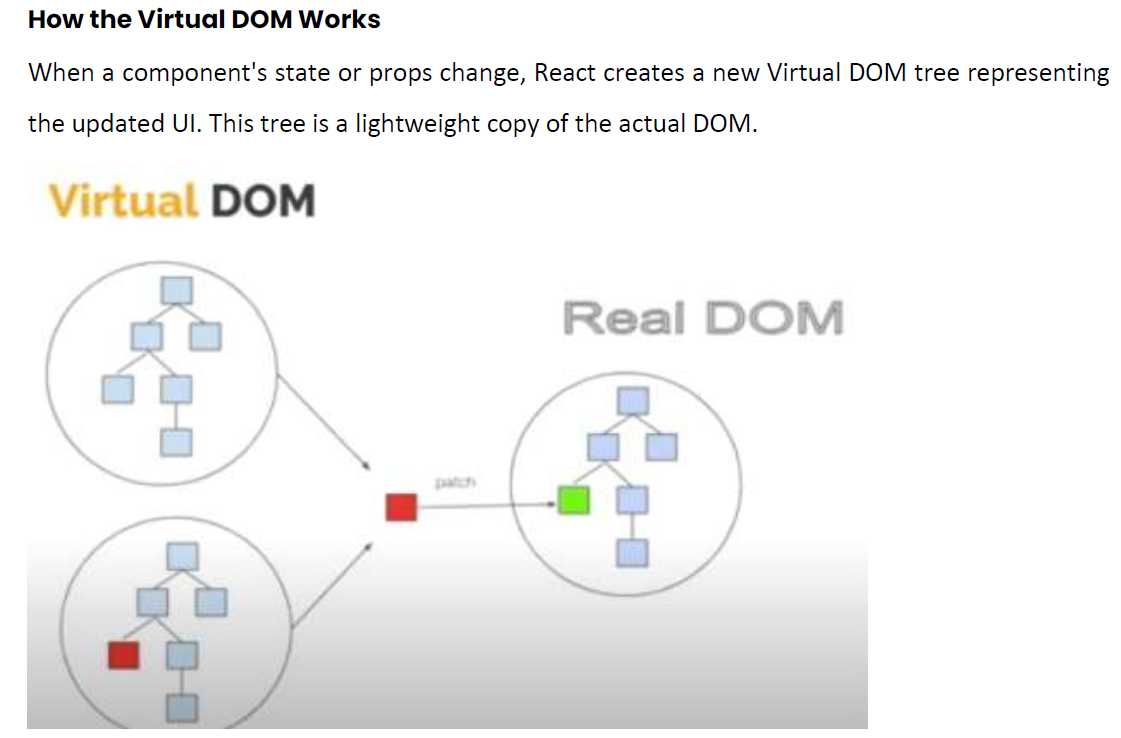 How the Virtual DOM Works
When a component's state or props change, React creates a new Virtual DOM tree representing
the updated UI. This tree is a lightweight copy of the actual DOM.
Virtual DOM
Real DOM
patch